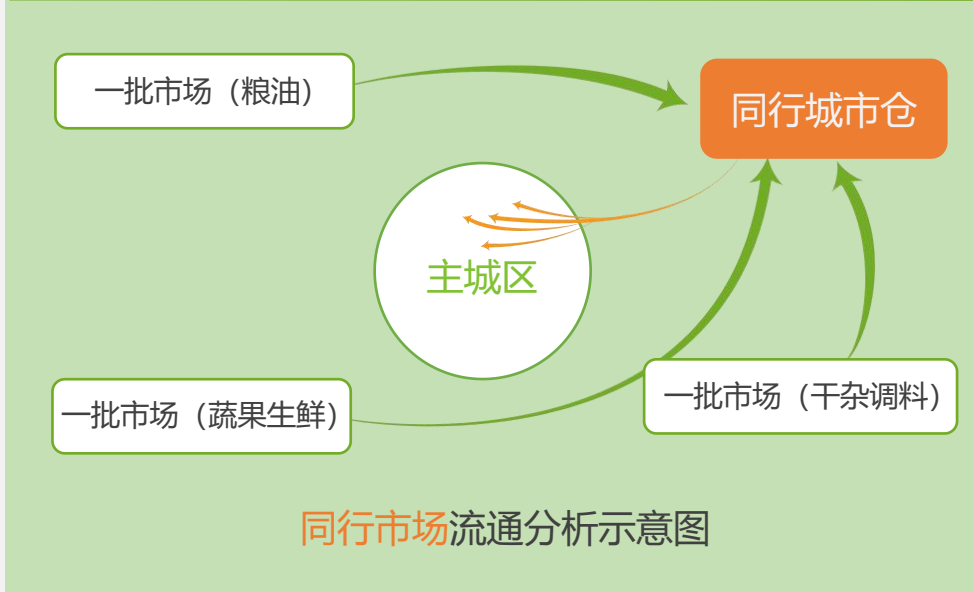 一批市场（粮油）
同行城市仓
主城区
一批市场（干杂调料）
一批市场（蔬果生鲜）
同行市场流通分析示意图